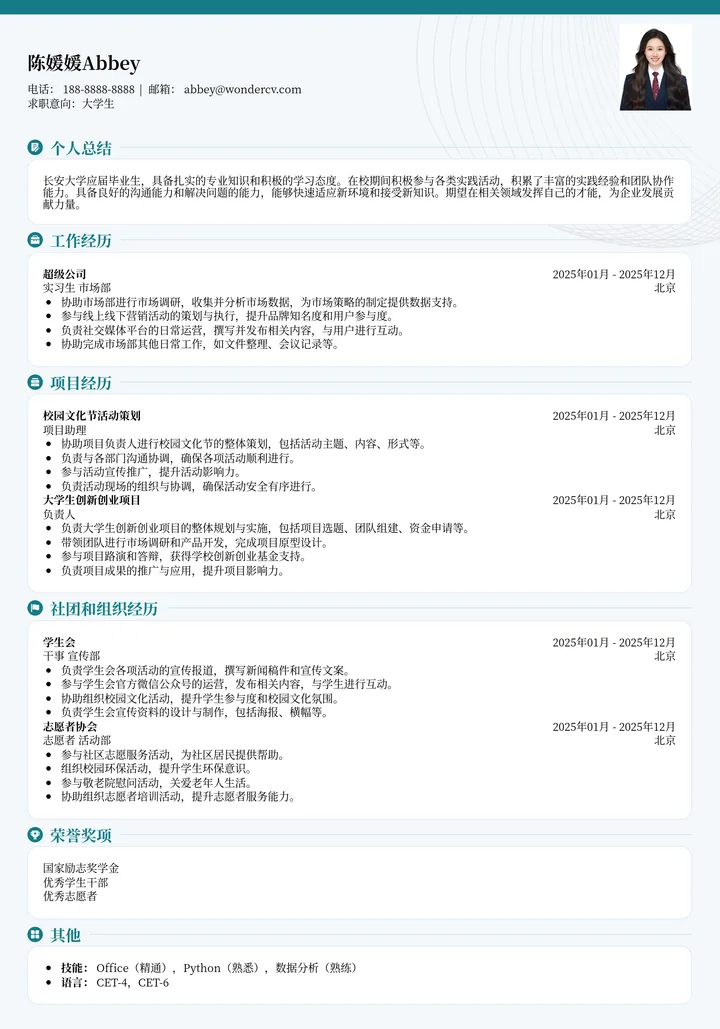 陈媛媛Abbey
电话： 188-8888-8888 | 邮箱： abbey@wondercv.com
求职意向：大学生
个人总结
长安大学应届毕业生，具备扎实的专业知识和积极的学习态度。在校期间积极参与各类实践活动，积累了丰富的实践经验和团队协作
能力。具备良好的沟通能力和解决问题的能力，能够快速适应新环境和接受新知识。期望在相关领域发挥自己的才能，为企业发展贡
献力量。
工作经历
超级公司 2025年01月 - 2025年12月
实习生 市场部 北京
• 协助市场部进行市场调研，收集并分析市场数据，为市场策略的制定提供数据支持。
• 参与线上线下营销活动的策划与执行，提升品牌知名度和用户参与度。
• 负责社交媒体平台的日常运营，撰写并发布相关内容，与用户进行互动。
• 协助完成市场部其他日常工作，如文件整理、会议记录等。
项目经历
校园文化节活动策划 2025年01月 - 2025年12月
项目助理 北京
• 协助项目负责人进行校园文化节的整体策划，包括活动主题、内容、形式等。
• 负责与各部门沟通协调，确保各项活动顺利进行。
• 参与活动宣传推广，提升活动影响力。
• 负责活动现场的组织与协调，确保活动安全有序进行。
大学生创新创业项目 2025年01月 - 2025年12月
负责人 北京
• 负责大学生创新创业项目的整体规划与实施，包括项目选题、团队组建、资金申请等。
• 带领团队进行市场调研和产品开发，完成项目原型设计。
• 参与项目路演和答辩，获得学校创新创业基金支持。
• 负责项目成果的推广与应用，提升项目影响力。
社团和组织经历
学生会 2025年01月 - 2025年12月
干事 宣传部 北京
• 负责学生会各项活动的宣传报道，撰写新闻稿件和宣传文案。
• 参与学生会官方微信公众号的运营，发布相关内容，与学生进行互动。
• 协助组织校园文化活动，提升学生参与度和校园文化氛围。
• 负责学生会宣传资料的设计与制作，包括海报、横幅等。
志愿者协会 2025年01月 - 2025年12月
志愿者 活动部 北京
• 参与社区志愿服务活动，为社区居民提供帮助。
• 组织校园环保活动，提升学生环保意识。
• 参与敬老院慰问活动，关爱老年人生活。
• 协助组织志愿者培训活动，提升志愿者服务能力。
荣誉奖项
国家励志奖学金
优秀学生干部
优秀志愿者
其他
• 技能： Office（精通），Python（熟悉），数据分析（熟练）
• 语言： CET-4，CET-6